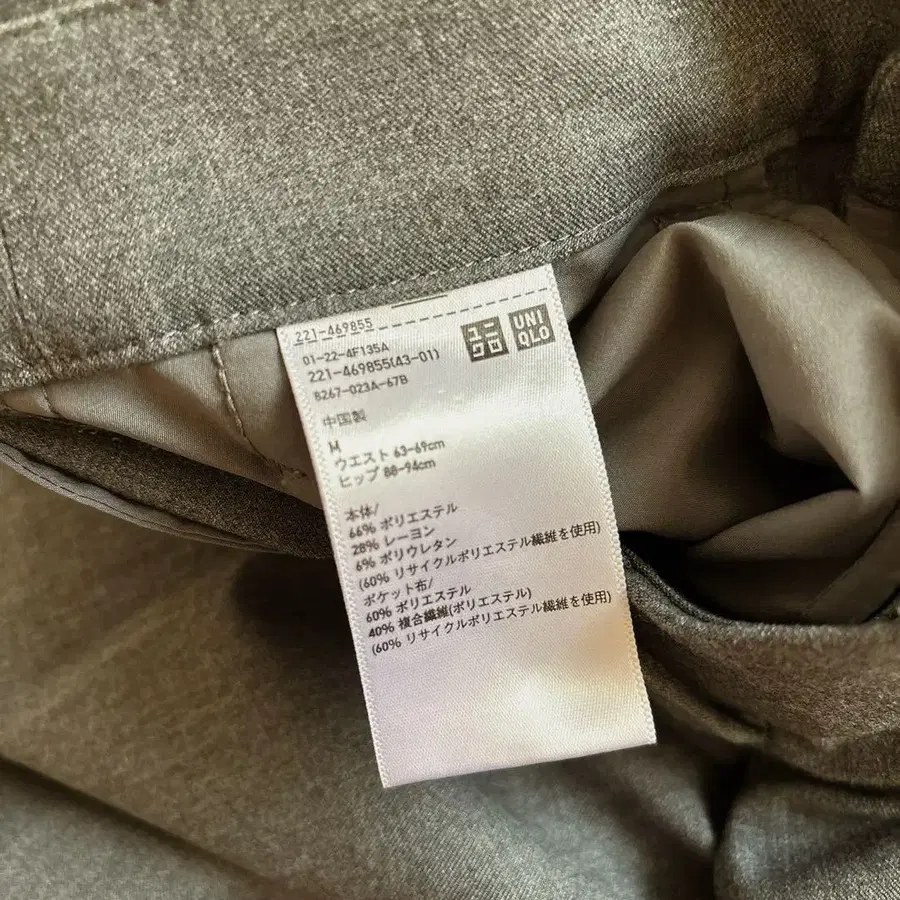 221-469855
ユニクロ
UNI
QLO
01-22-4F135A
221-469855(43-01)
8267-023A-67B
中国製
M
ウエスト 63-69cm
ヒップ 88-94cm
本体/
66% ポリエステル
28% レーヨン
6% ポリウレタン
(60% リサイクルポリエステル繊維を使用)
ポケット布/
60% ポリエステル
40% 複合繊維(ポリエステル)
(60% リサイクルポリエステル繊維を使用)